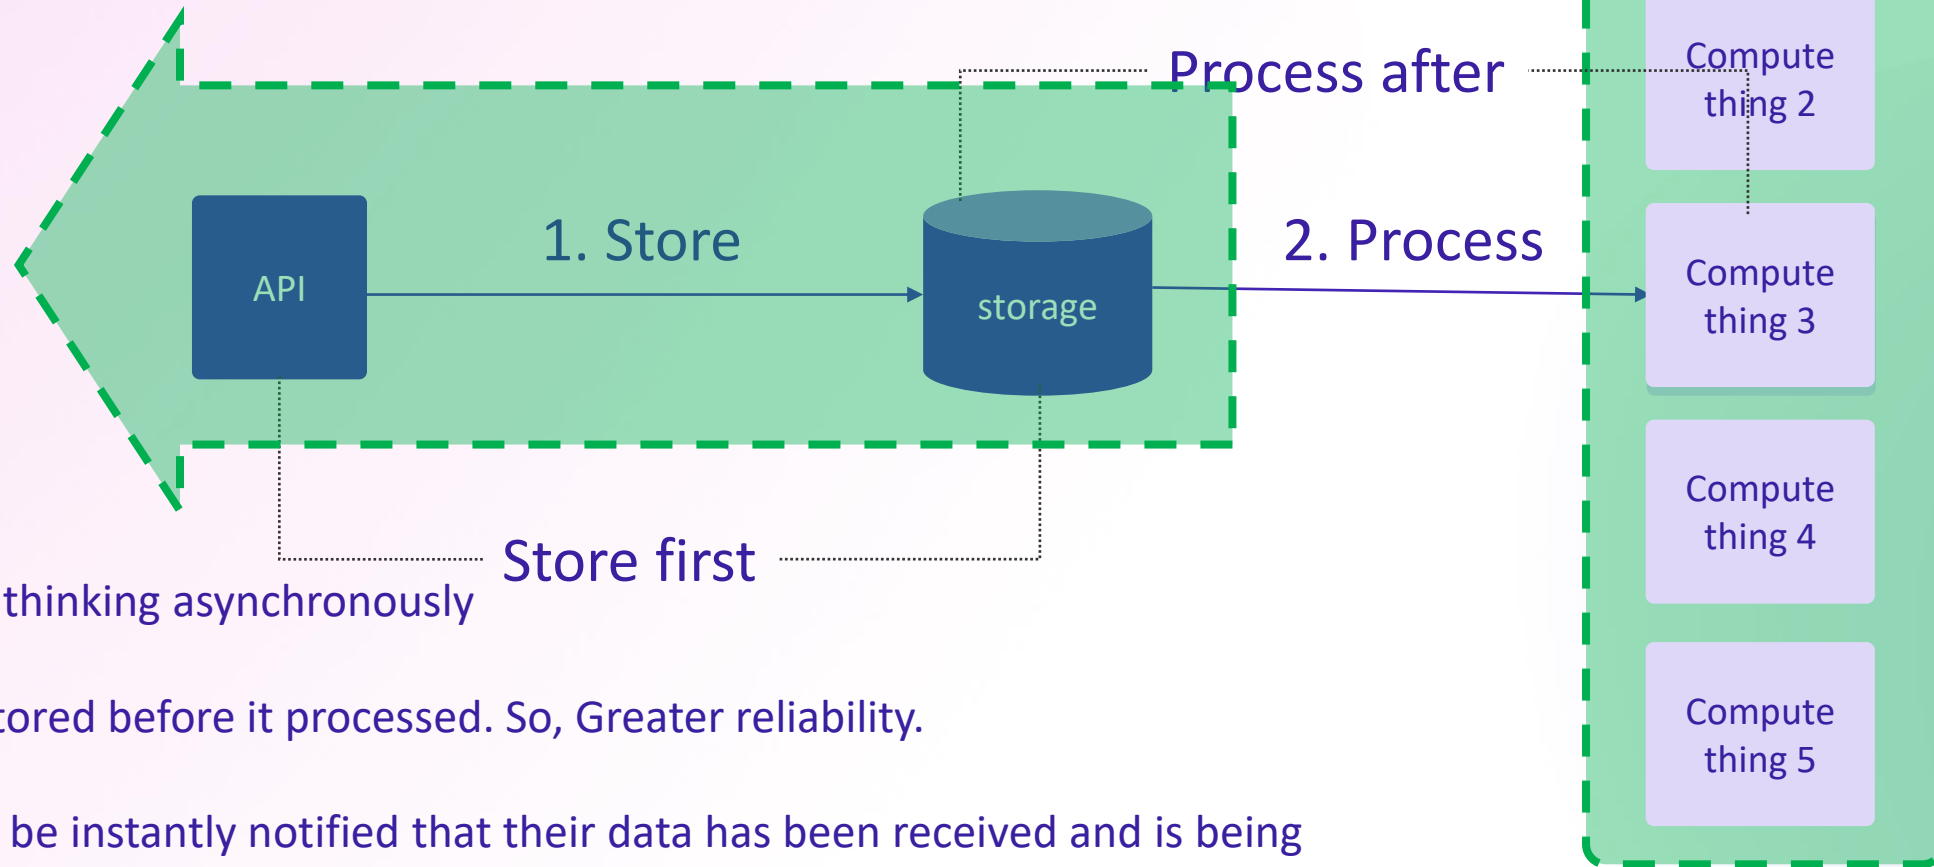 Process after
Compute
thing 2
1. Store
2. Process
API
storage
Compute
thing 3
Compute
thing 4
Store first
thinking asynchronously
tored before it processed. So, Greater reliability.
Compute
thing 5
be instantly notified that their data has been received and is being